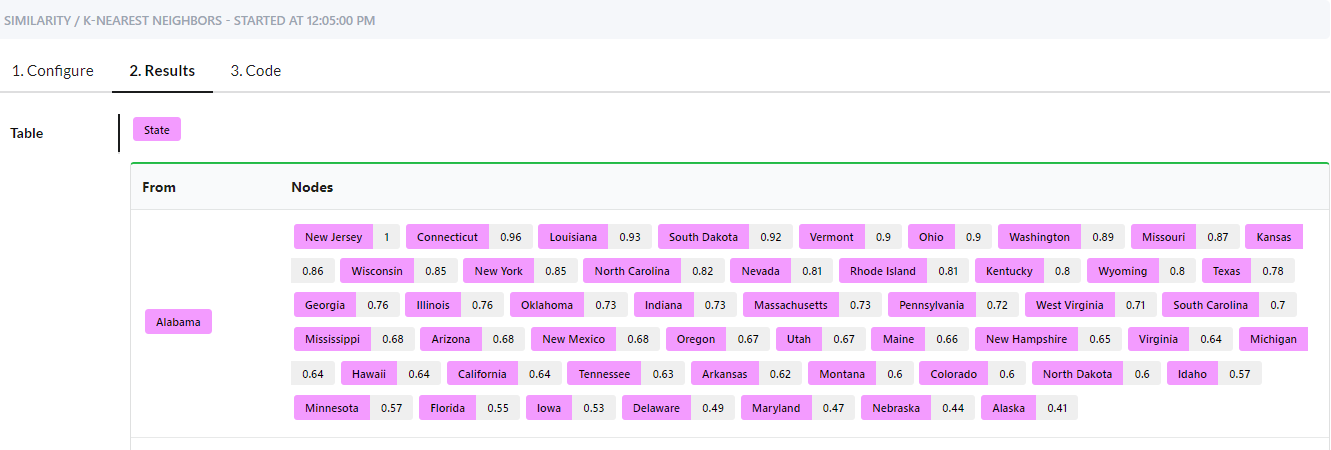 SIMILARITY / K-NEAREST NEIGHBORS - STARTED AT 12:05:00 PM
1. Configure 2. Results 3. Code
Table State
From Nodes
New Jersey 1 Connecticut 0.96 Louisiana 0.93 South Dakota 0.92 Vermont 0.9 Ohio 0.9 Washington 0.89 Missouri 0.87 Kansas
0.86 Wisconsin 0.85 New York 0.85 North Carolina 0.82 Nevada 0.81 Rhode Island 0.81 Kentucky 0.8 Wyoming 0.8 Texas 0.78
Georgia 0.76 Illinois 0.76 Oklahoma 0.73 Indiana 0.73 Massachusetts 0.73 Pennsylvania 0.72 West Virginia 0.71 South Carolina 0.7
Alabama
Mississippi 0.68 Arizona 0.68 New Mexico 0.68 Oregon 0.67 Utah 0.67 Maine 0.66 New Hampshire 0.65 Virginia 0.64 Michigan
0.64 Hawaii 0.64 California 0.64 Tennessee 0.63 Arkansas 0.62 Montana 0.6 Colorado 0.6 North Dakota 0.6 Idaho 0.57
Minnesota 0.57 Florida 0.55 Iowa 0.53 Delaware 0.49 Maryland 0.47 Nebraska 0.44 Alaska 0.41